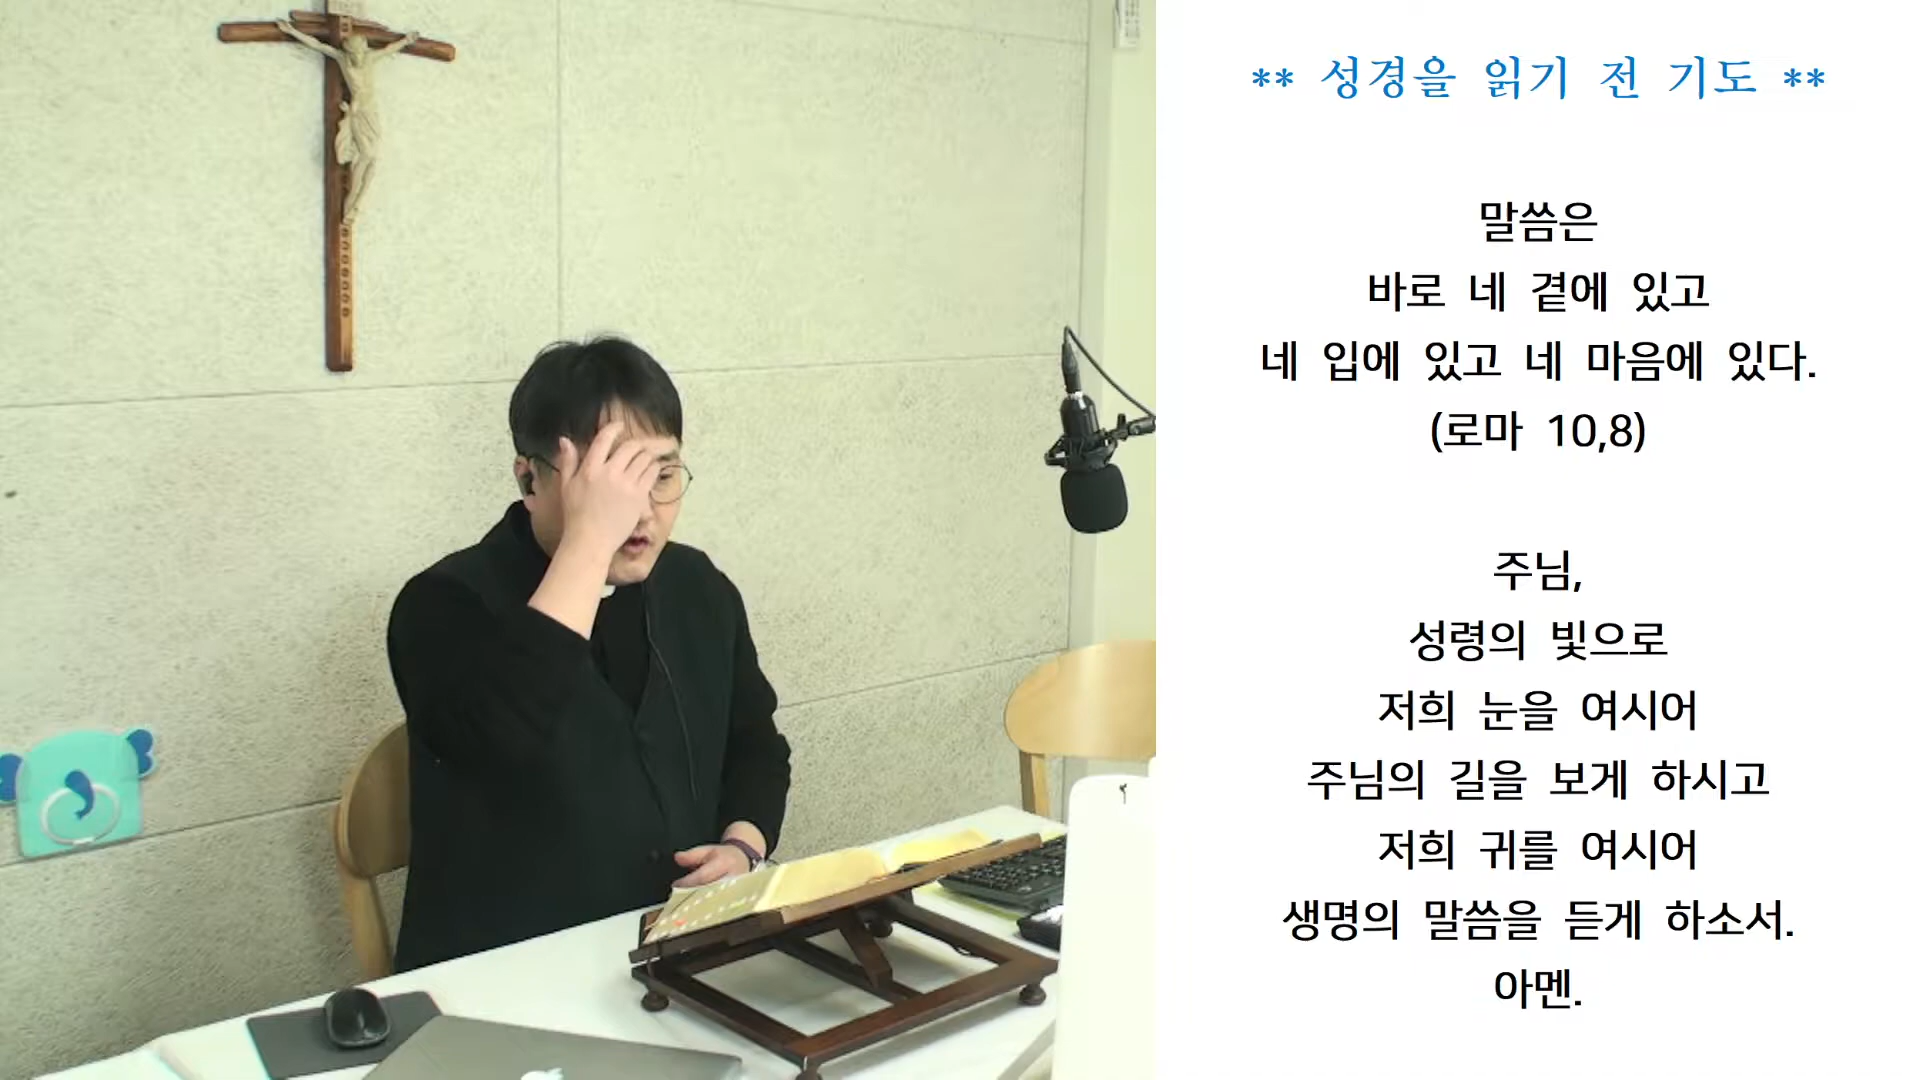 ** 성경을 읽기 전 기도 **
말씀은
바로 네 곁에 있고
네 입에 있고 네 마음에 있다.
(로마 10,8)
주님,
성령의 빛으로
저희 눈을 여시어
주님의 길을 보게 하시고
저희 귀를 여시어
생명의 말씀을 듣게 하소서.
아멘.